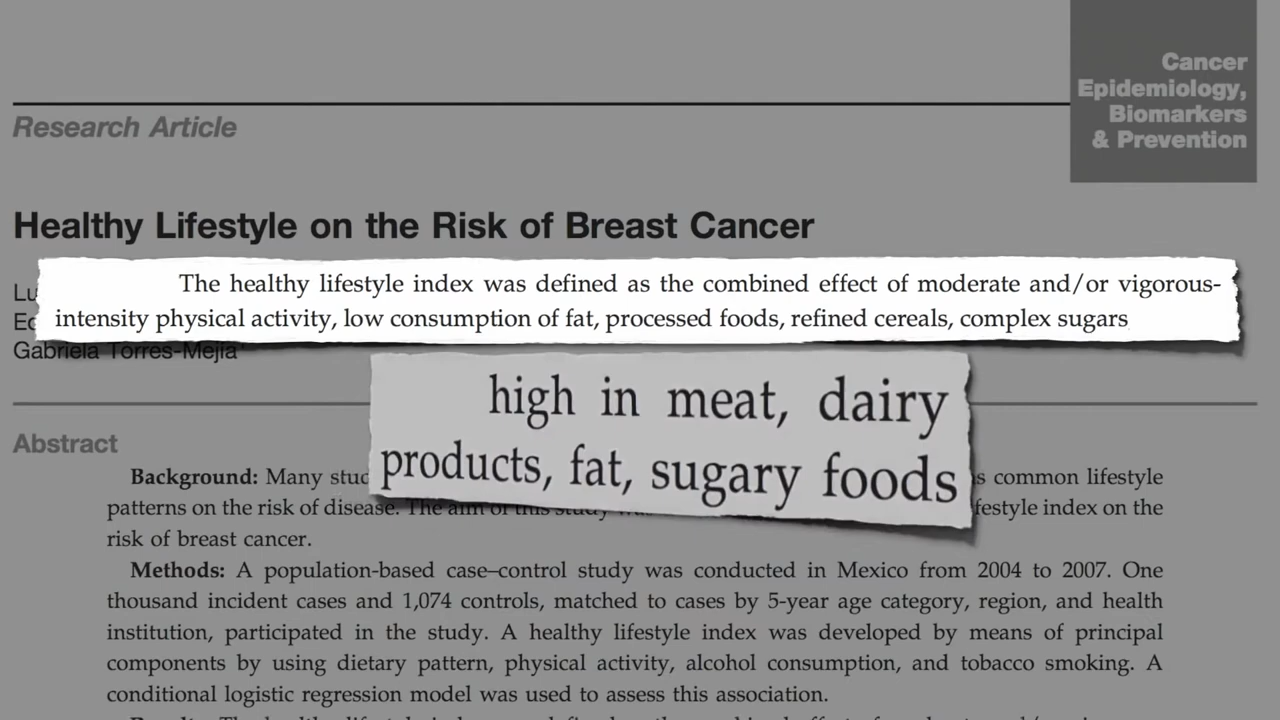 Cancer
Epidemiology,
Biomarkers
& Prevention
Research Article
Healthy Lifestyle on the Risk of Breast Cancer
The healthy lifestyle index was defined as the combined effect of moderate and/or vigorous-
intensity physical activity, low consumption of fat, processed foods, refined cereals, complex sugars
Gabriela Torres-Mejía
high in meat, dairy
products, fat, sugary foods
Abstract
Background: Many common lifestyle
patterns on the risk of disease. The aim of this study on the
risk of breast cancer.
Methods: A population-based case–control study was conducted in Mexico from 2004 to 2007. One
thousand incident cases and 1,074 controls, matched to cases by 5-year age category, region, and health
institution, participated in the study. A healthy lifestyle index was developed by means of principal
components by using dietary pattern, physical activity, alcohol consumption, and tobacco smoking. A
conditional logistic regression model was used to assess this association.